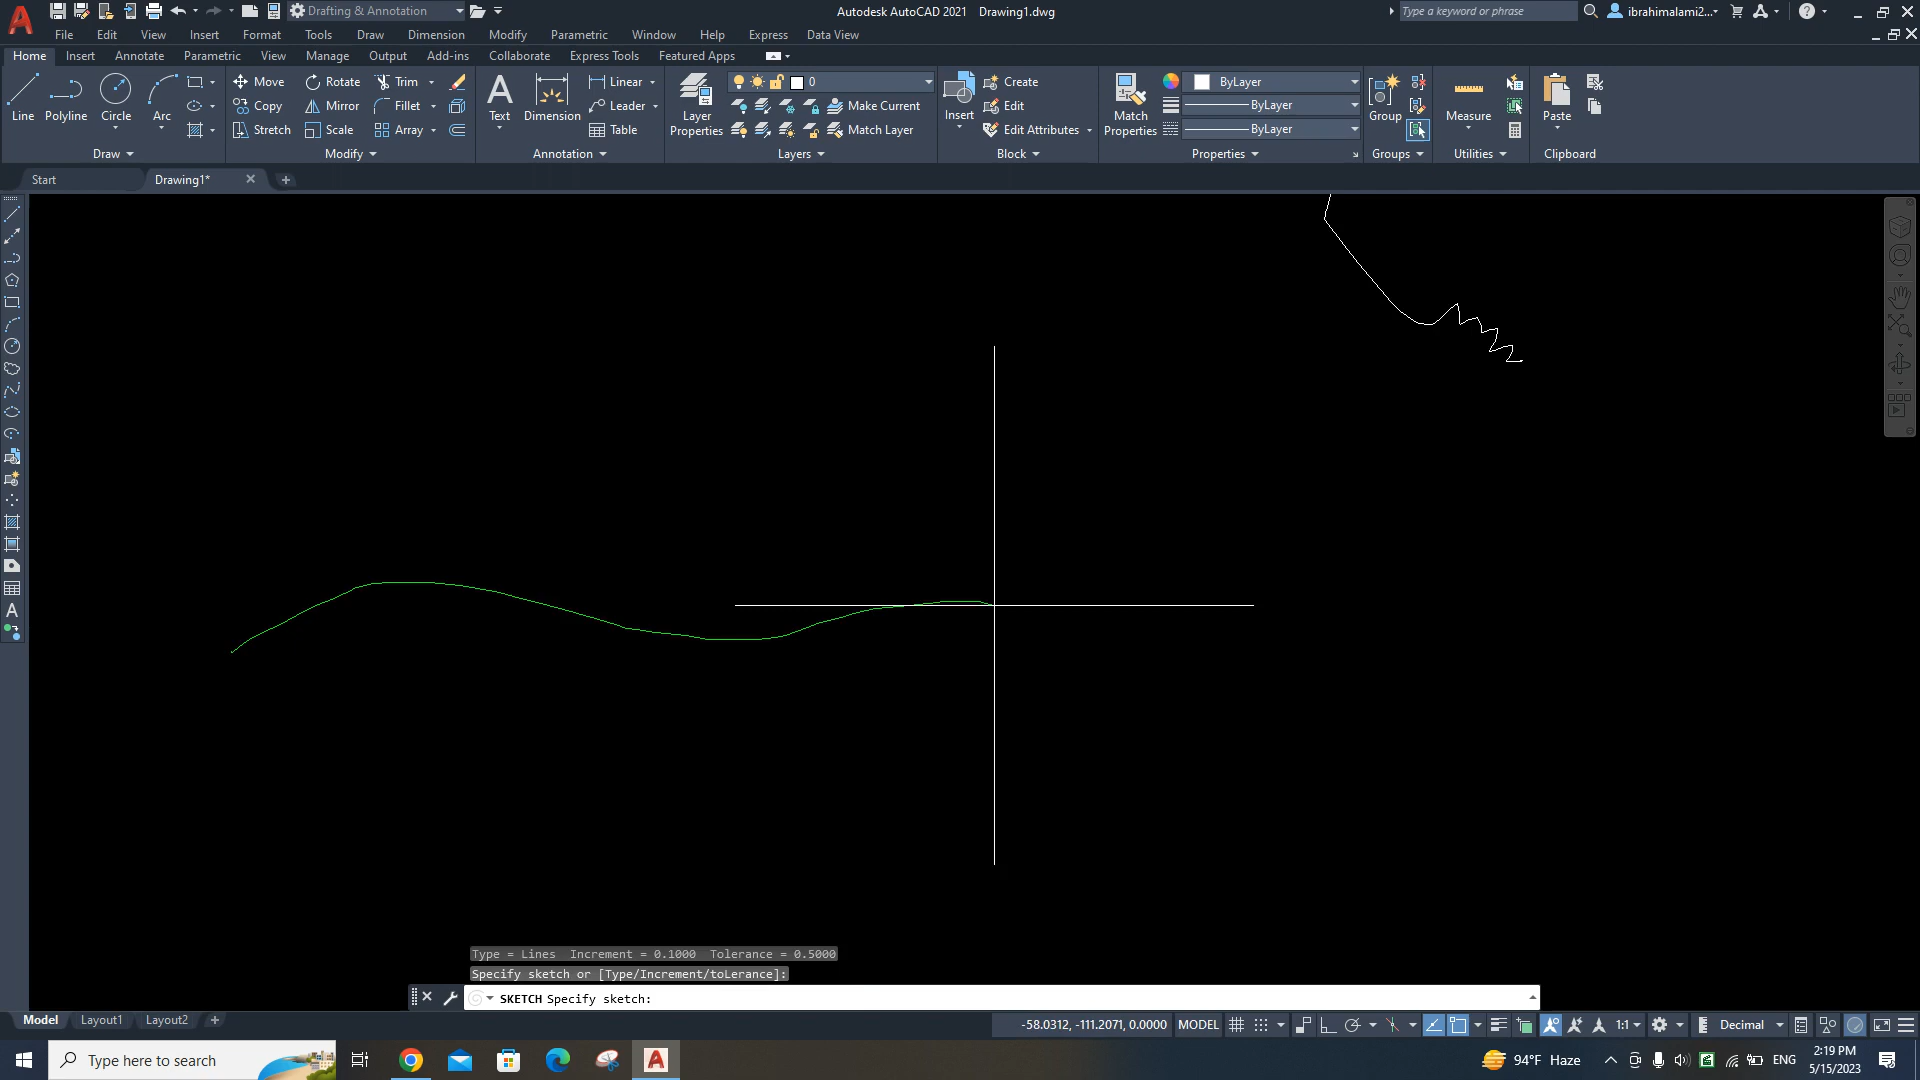 Drafting & Annotation
Autodesk AutoCAD 2021 Drawing1.dwg
Type a keyword or phrase
ibrahimalami2...
File Edit View Insert Format Tools Draw Dimension Modify Parametric Window Help Express Data View
Home Insert Annotate Parametric View Manage Output Add-ins Collaborate Express Tools Featured Apps
Line
Polyline
Circle
Arc
Draw
Move Rotate Trim
Copy Mirror Fillet
Stretch Scale Array
Modify
Text
Dimension
Linear
Leader
Table
Annotation
Layer
Properties
0
Make Current
Match Layer
Layers
Insert
Create
Edit
Edit Attributes
Block
Match
Properties
ByLayer
ByLayer
ByLayer
Properties
Group
Groups
Measure
Utilities
Paste
Clipboard
Start
Drawing1*
Type = Lines Increment = 0.1000 Tolerance = 0.5000
Specify sketch or [Type/Increment/toLerance]:
SKETCH Specify sketch:
Model Layout1 Layout2
-58.0312, -111.2071, 0.0000 MODEL
1:1
Decimal
Type here to search
94°F Haze
ENG
2:19 PM
5/15/2023